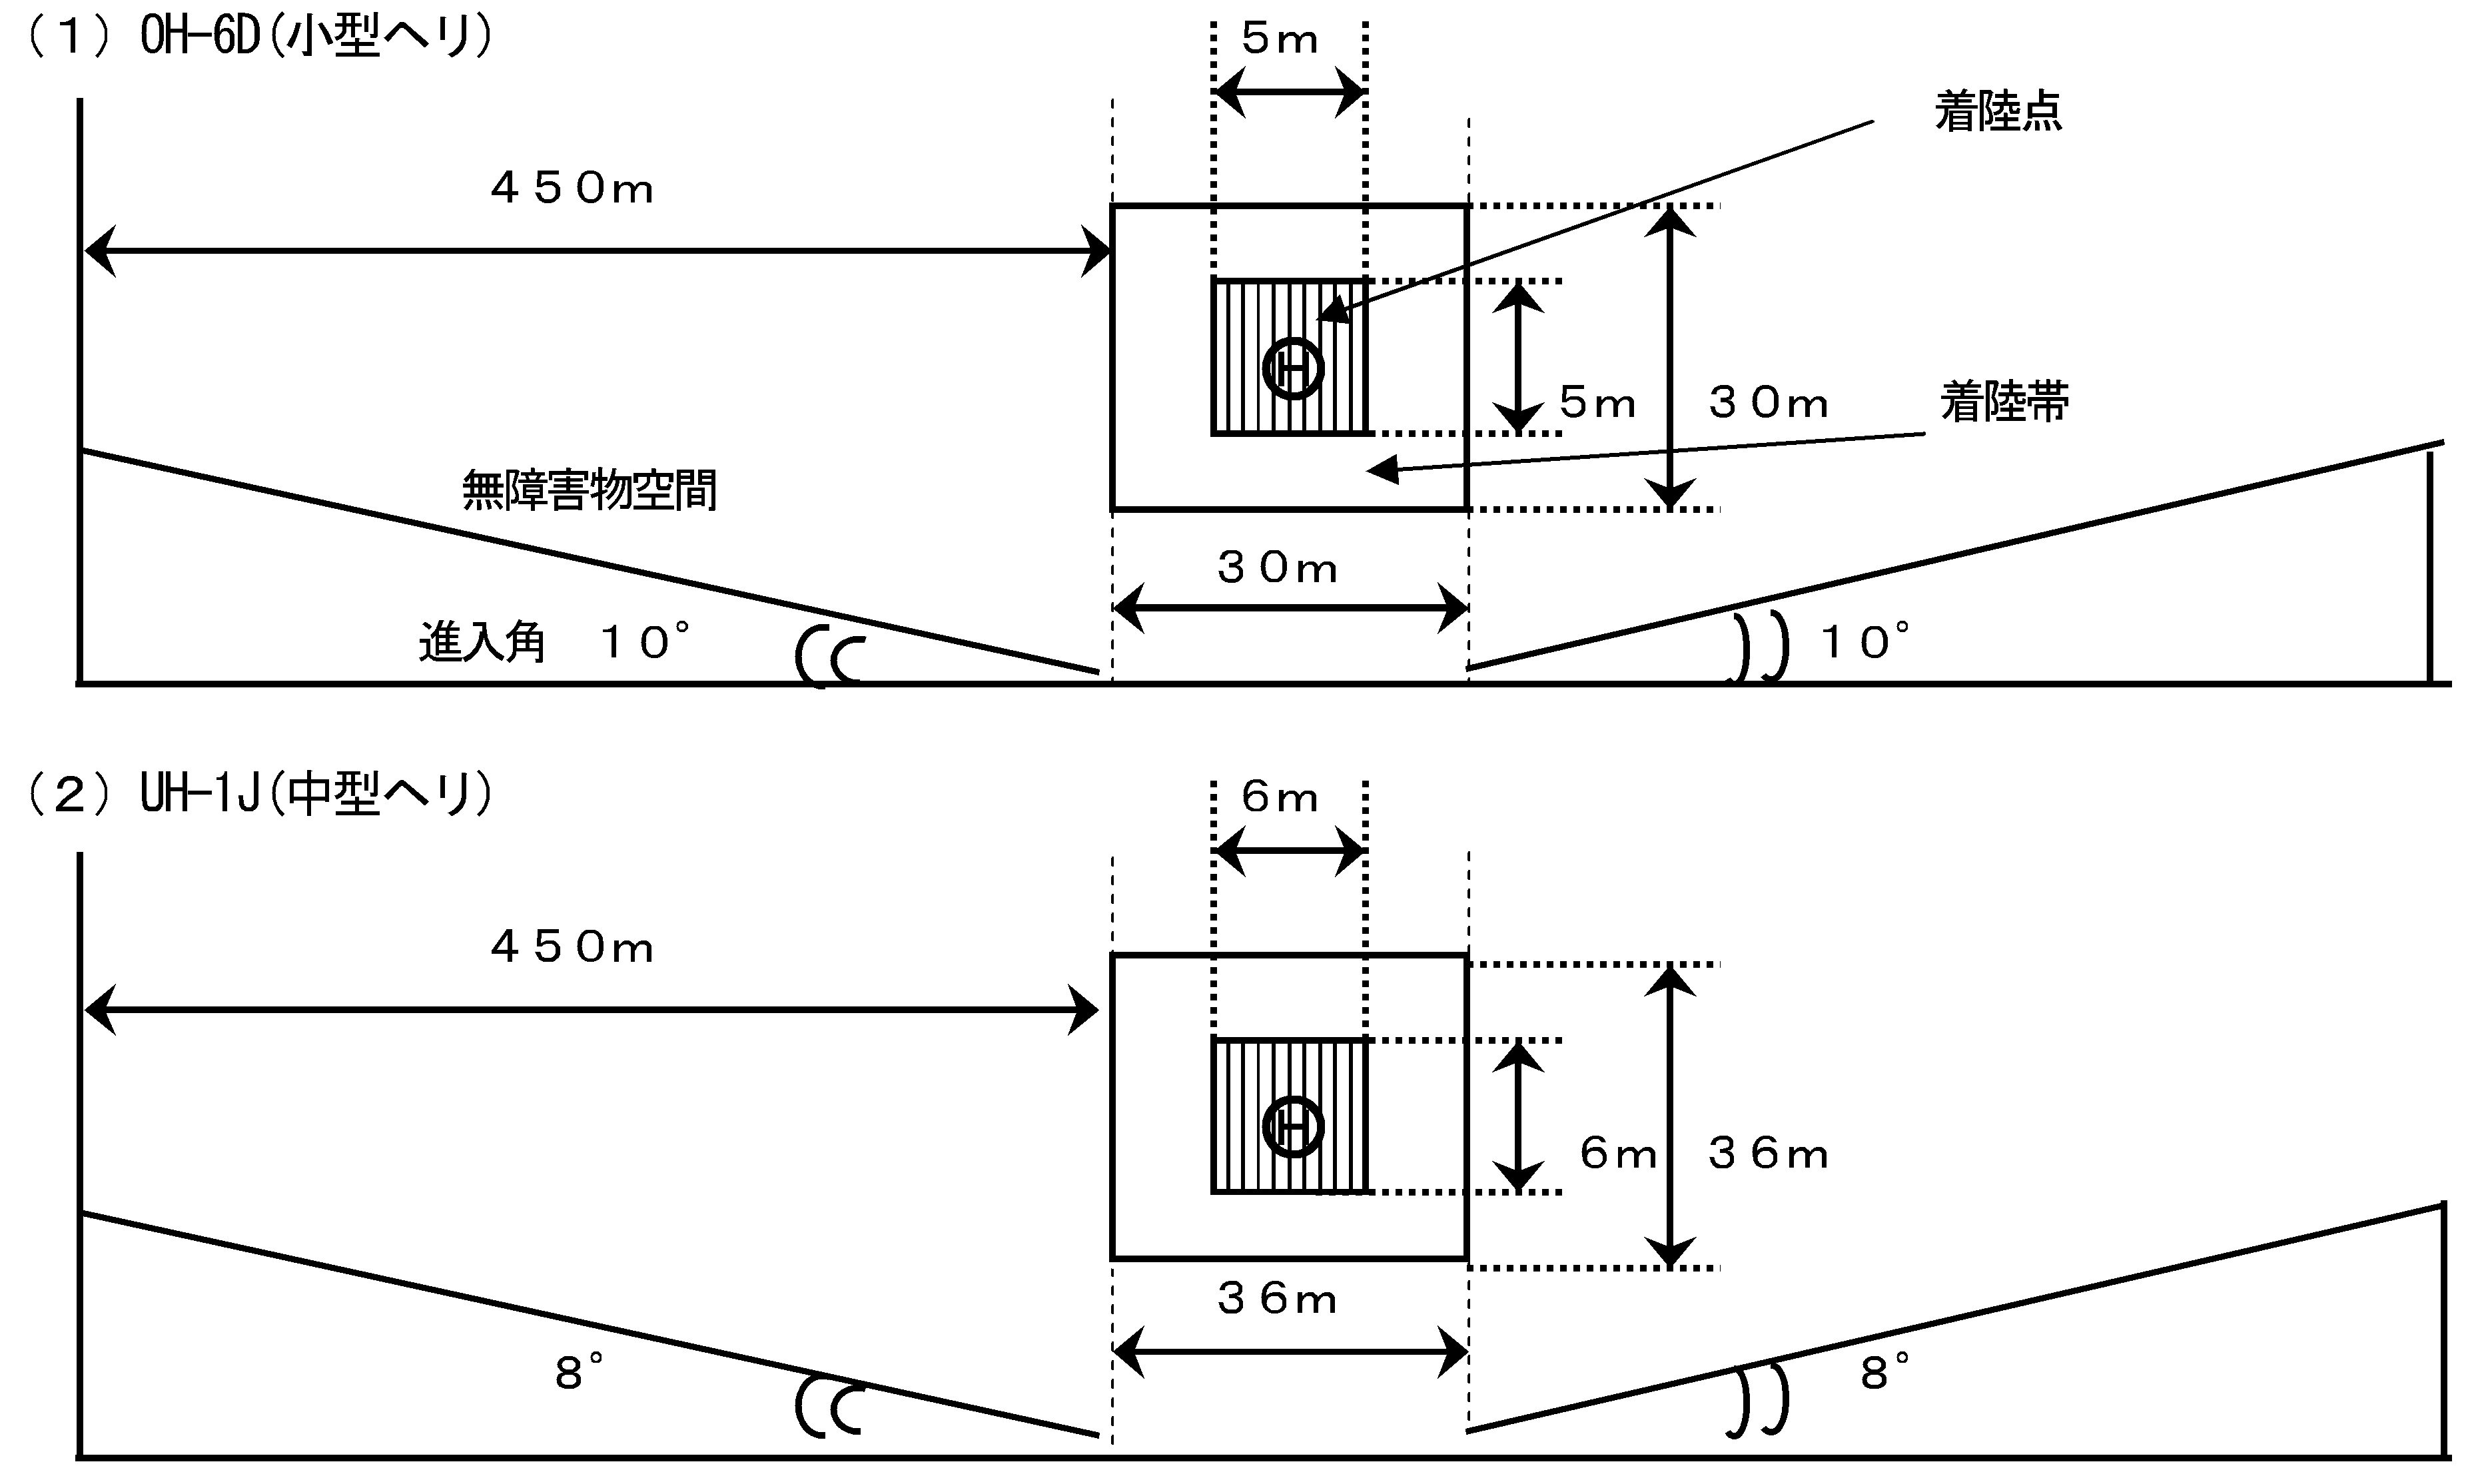 （１）OH-6D(小型ヘリ)
５ｍ
着陸点
４５０ｍ
５ｍ
３０ｍ
着陸帯
無障害物空間
３０ｍ
進入角　１０°
１０°
（２）UH-1J(中型ヘリ)
６ｍ
４５０ｍ
６ｍ
３６ｍ
３６ｍ
８°
８°
H
H